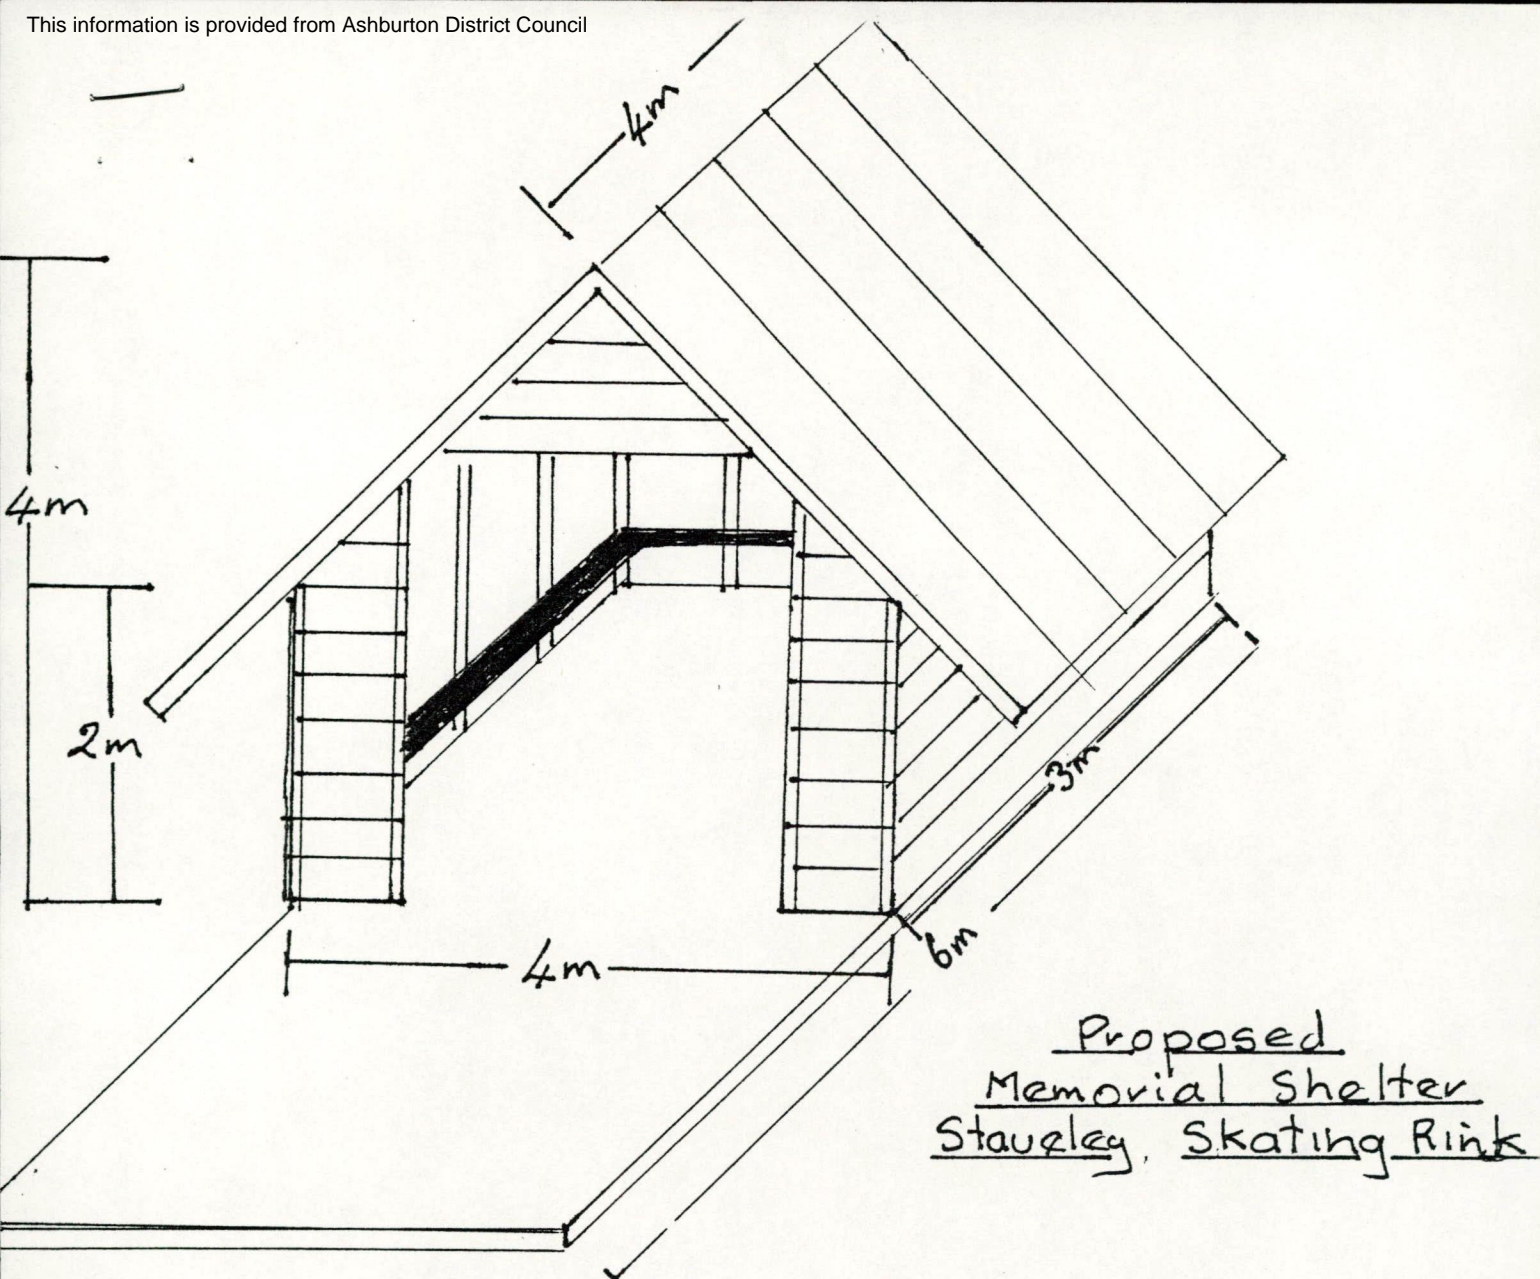 This information is provided from Ashburton District Council
4m
4m
2m
3m
6m
4m
Proposed
Memorial Shelter
Staveley. Skating Rink